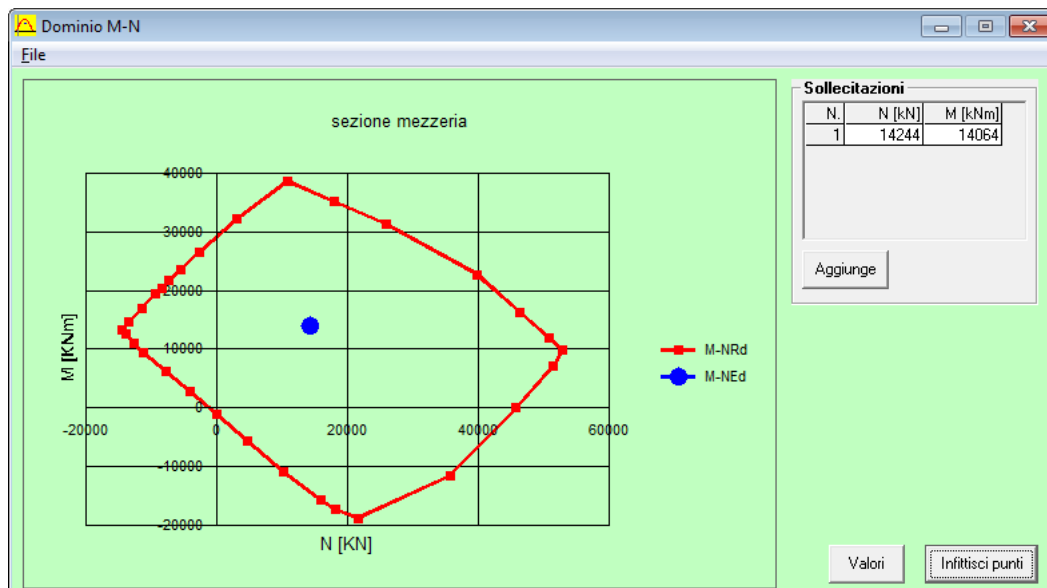 Dominio M-N
File
sezione mezzeria
40000
30000
20000
10000
0
-10000
-20000
-20000 0 20000 40000 60000
M [KNm]
N [KN]
M-NRd
M-NEd
Sollecitazioni
N. N [kN] M [kNm]
1 14244 14064
Aggiunge
Valori Infittisci punti